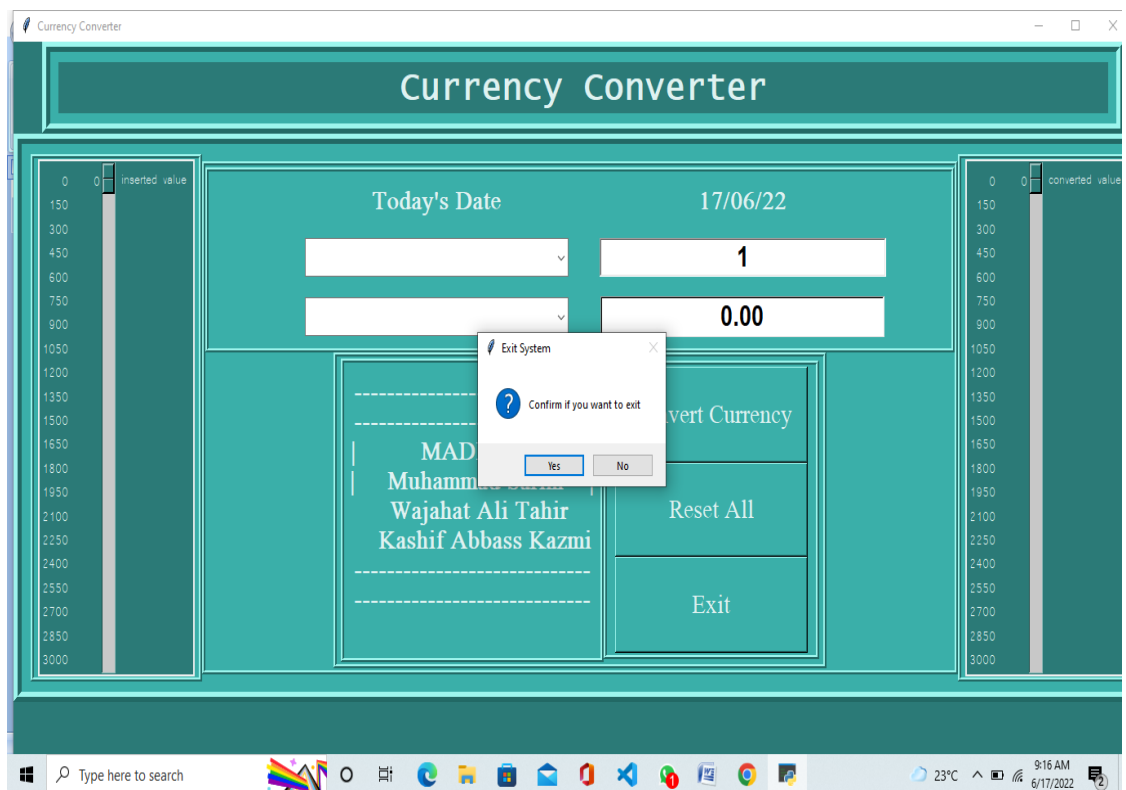 Currency Converter
Currency Converter
0 0 inserted value
150
300
450
600
750
900
1050
1200
1350
1500
1650
1800
1950
2100
2250
2400
2550
2700
2850
3000
Today's Date 17/06/22
1
0.00
Exit System
Confirm if you want to exit
Yes No
------------------
------------------
| MAD
| Muhamm |
Wajahat Ali Tahir
Kashif Abbass Kazmi
----------------------------
----------------------------
vert Currency
Reset All
Exit
0 0 converted value
150
300
450
600
750
900
1050
1200
1350
1500
1650
1800
1950
2100
2250
2400
2550
2700
2850
3000
Type here to search
23°C
9:16 AM
6/17/2022
2